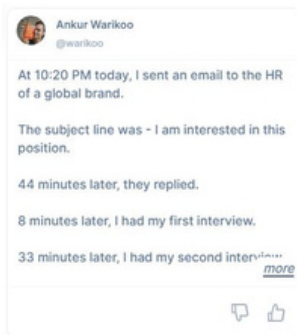 Ankur Warikoo
@warikoo
At 10:20 PM today, I sent an email to the HR
of a global brand.
The subject line was - I am interested in this
position.
44 minutes later, they replied.
8 minutes later, I had my first interview.
33 minutes later, I had my second
more